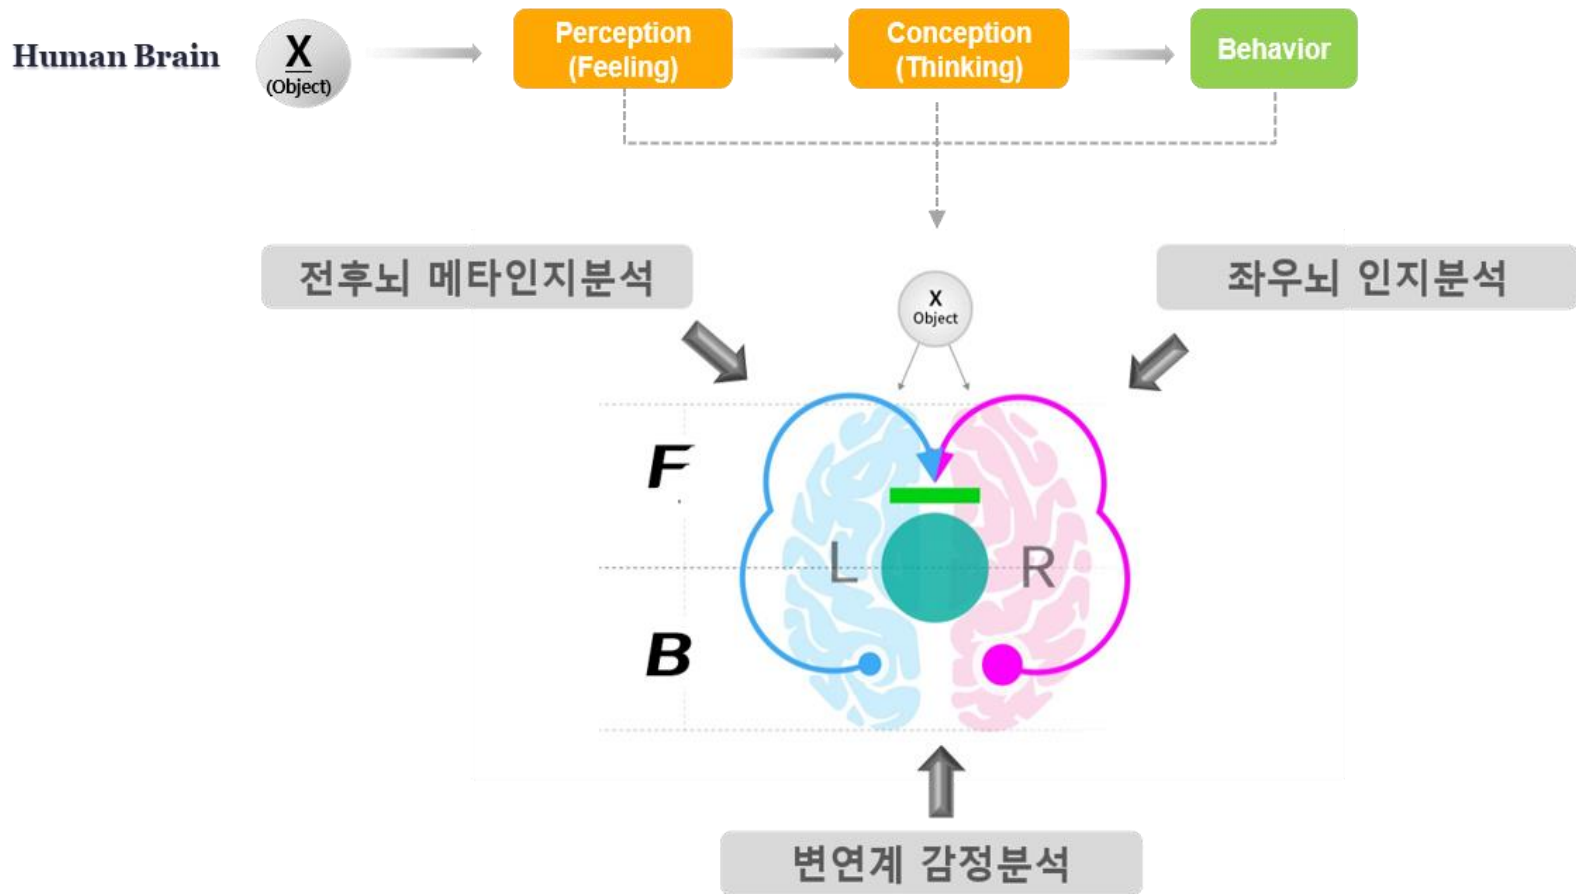 Human Brain
X
(Object)
Perception
(Feeling)
Conception
(Thinking)
Behavior
전후뇌 메타인지분석
좌우뇌 인지분석
X
Object
F
L
R
B
변연계 감정분석